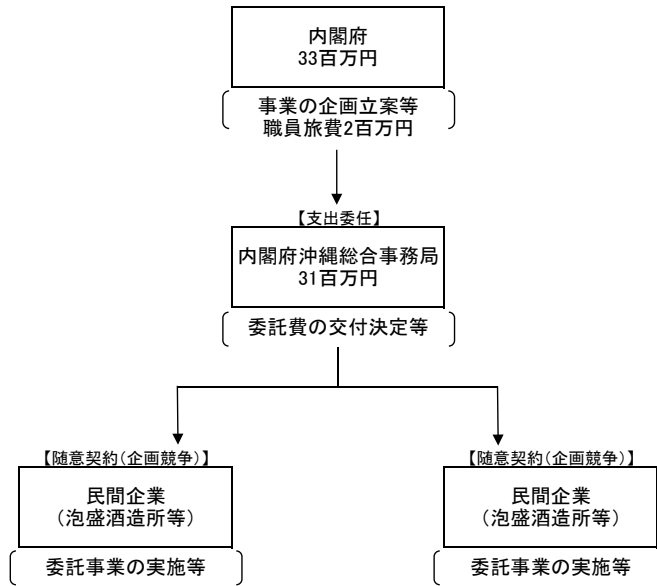 内閣府
33百万円
事業の企画立案等
職員旅費2百万円
【支出委任】
内閣府沖縄総合事務局
31百万円
委託費の交付決定等
【随意契約(企画競争)】
民間企業
（泡盛酒造所等）
委託事業の実施等
【随意契約(企画競争)】
民間企業
（泡盛酒造所等）
委託事業の実施等